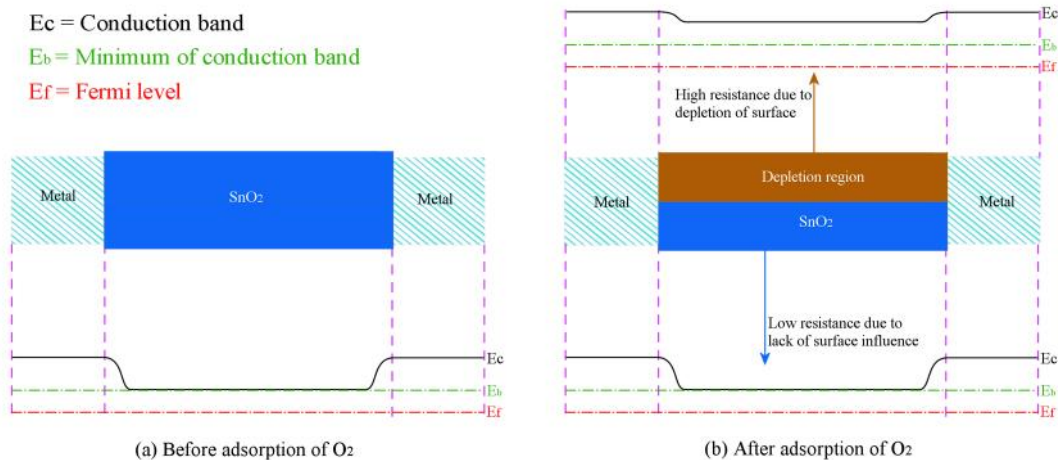 Ec = Conduction band
Eb = Minimum of conduction band
Ef = Fermi level
Metal
SnO2
Metal
Ec
Eb
Ef
(a) Before adsorption of O2
Ec
Eb
Ef
High resistance due to
depletion of surface
Depletion region
Metal
SnO2
Metal
Low resistance due to
lack of surface influence
Ec
Eb
Ef
(b) After adsorption of O2